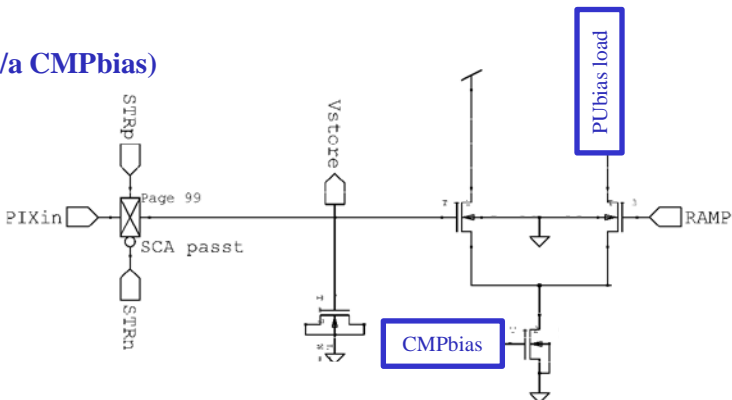 /a CMPbias)
PUbias load
STRp
Vstore
Page 99
PIXin
RAMP
SCA passt
STRn
CMPbias